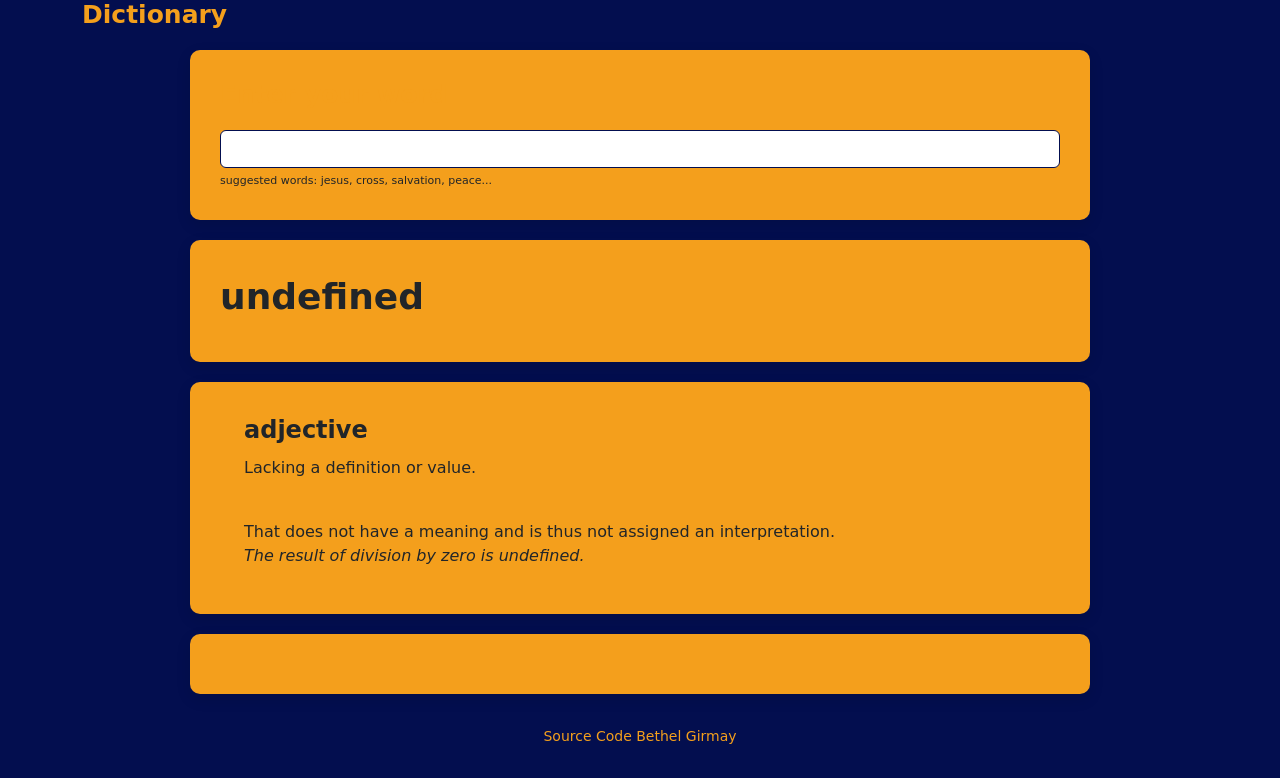 Dictionary
suggested words: jesus, cross, salvation, peace...
undefined
adjective
Lacking a definition or value.
That does not have a meaning and is thus not assigned an interpretation.
The result of division by zero is undefined.
Source Code Bethel Girmay